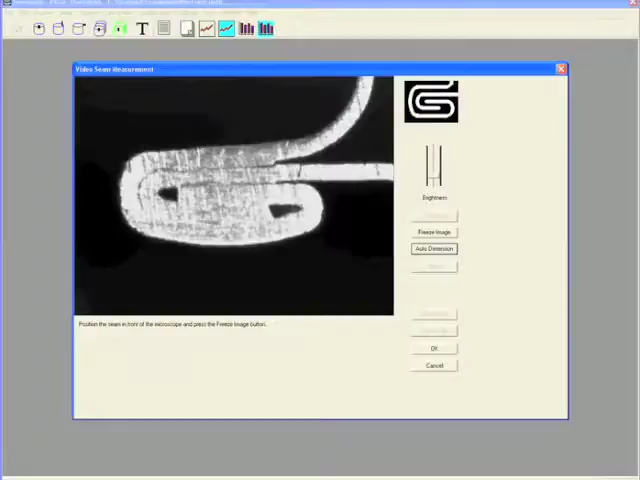 T
Video Seam Measurement
Brightness
Freeze Image
Auto Dimension
Position the seam in front of the microscope and press the Freeze Image button.
OK
Cancel